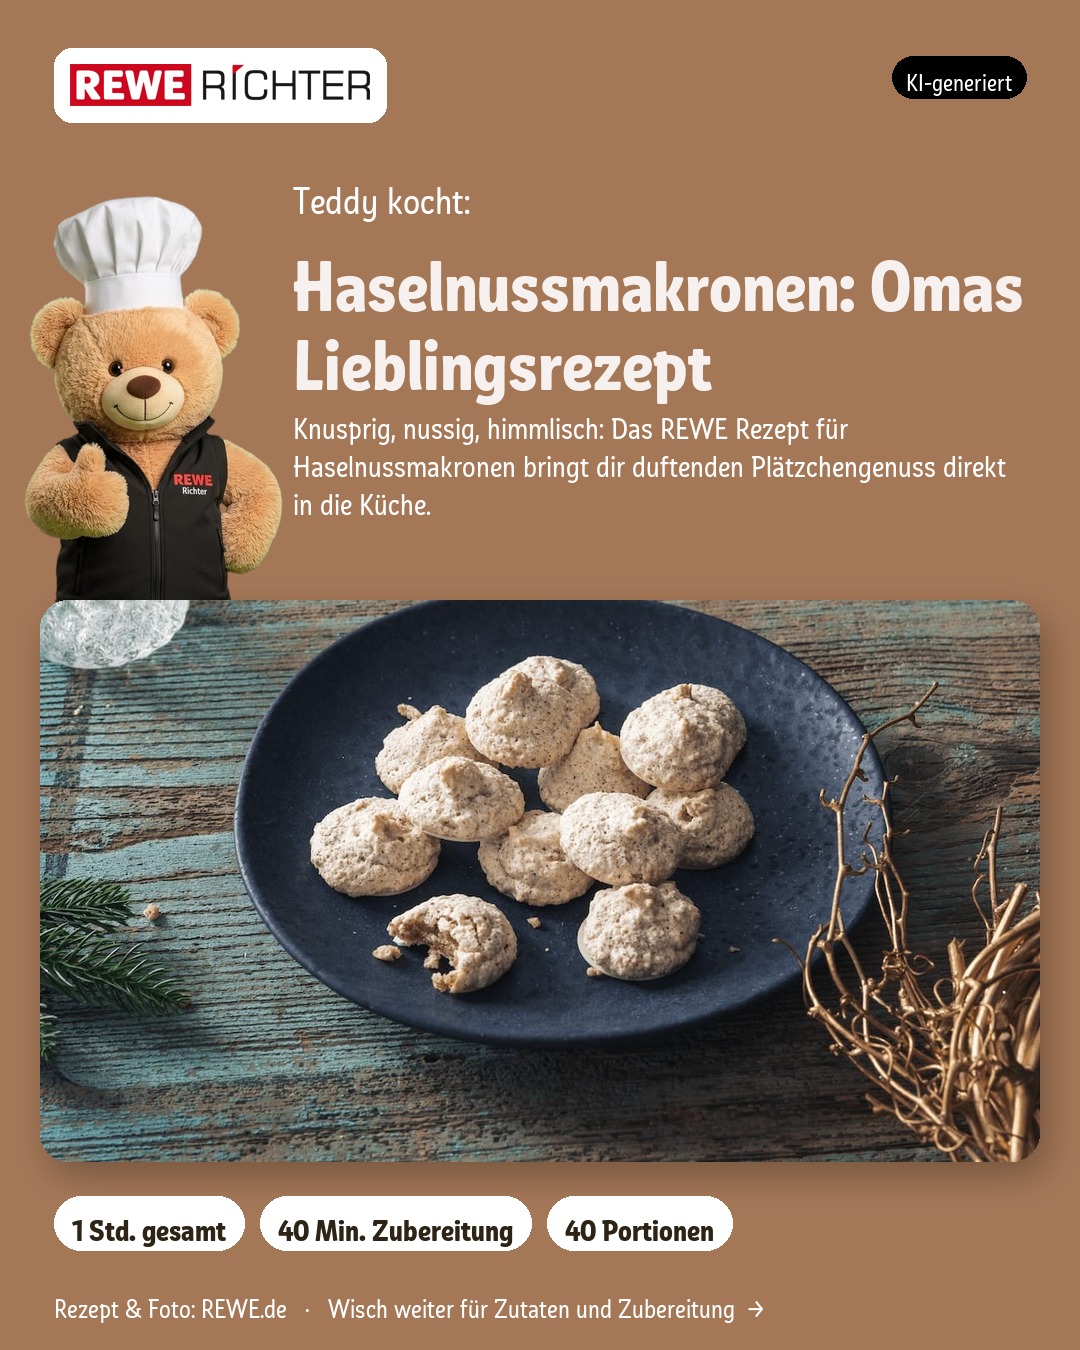 REWE RICHTER
KI-generiert
Teddy kocht:
Haselnussmakronen: Omas
Lieblingsrezept
Knusprig, nussig, himmlisch: Das REWE Rezept für
Haselnussmakronen bringt dir duftenden Plätzchengenuss direkt
in die Küche.
REWE
Richter
1 Std. gesamt
40 Min. Zubereitung
40 Portionen
Rezept & Foto: REWE.de · Wisch weiter für Zutaten und Zubereitung →